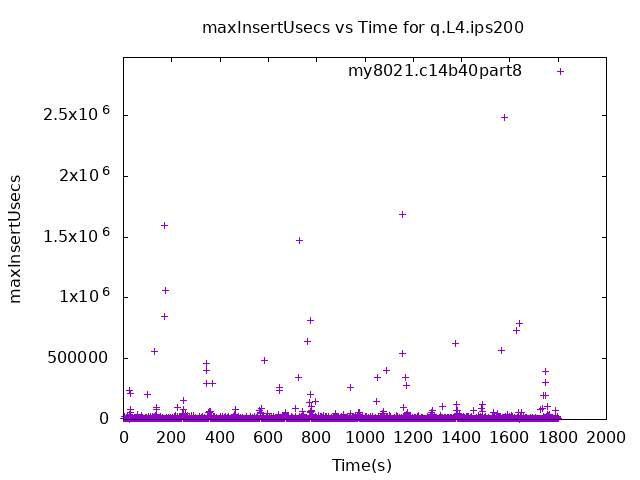 maxInsertUsecs vs Time for q.L4.ips200
my8021.c14b40part8
maxInsertUsecs
2.5x10^6
2x10^6
1.5x10^6
1x10^6
500000
0
0 200 400 600 800 1000 1200 1400 1600 1800 2000
Time(s)